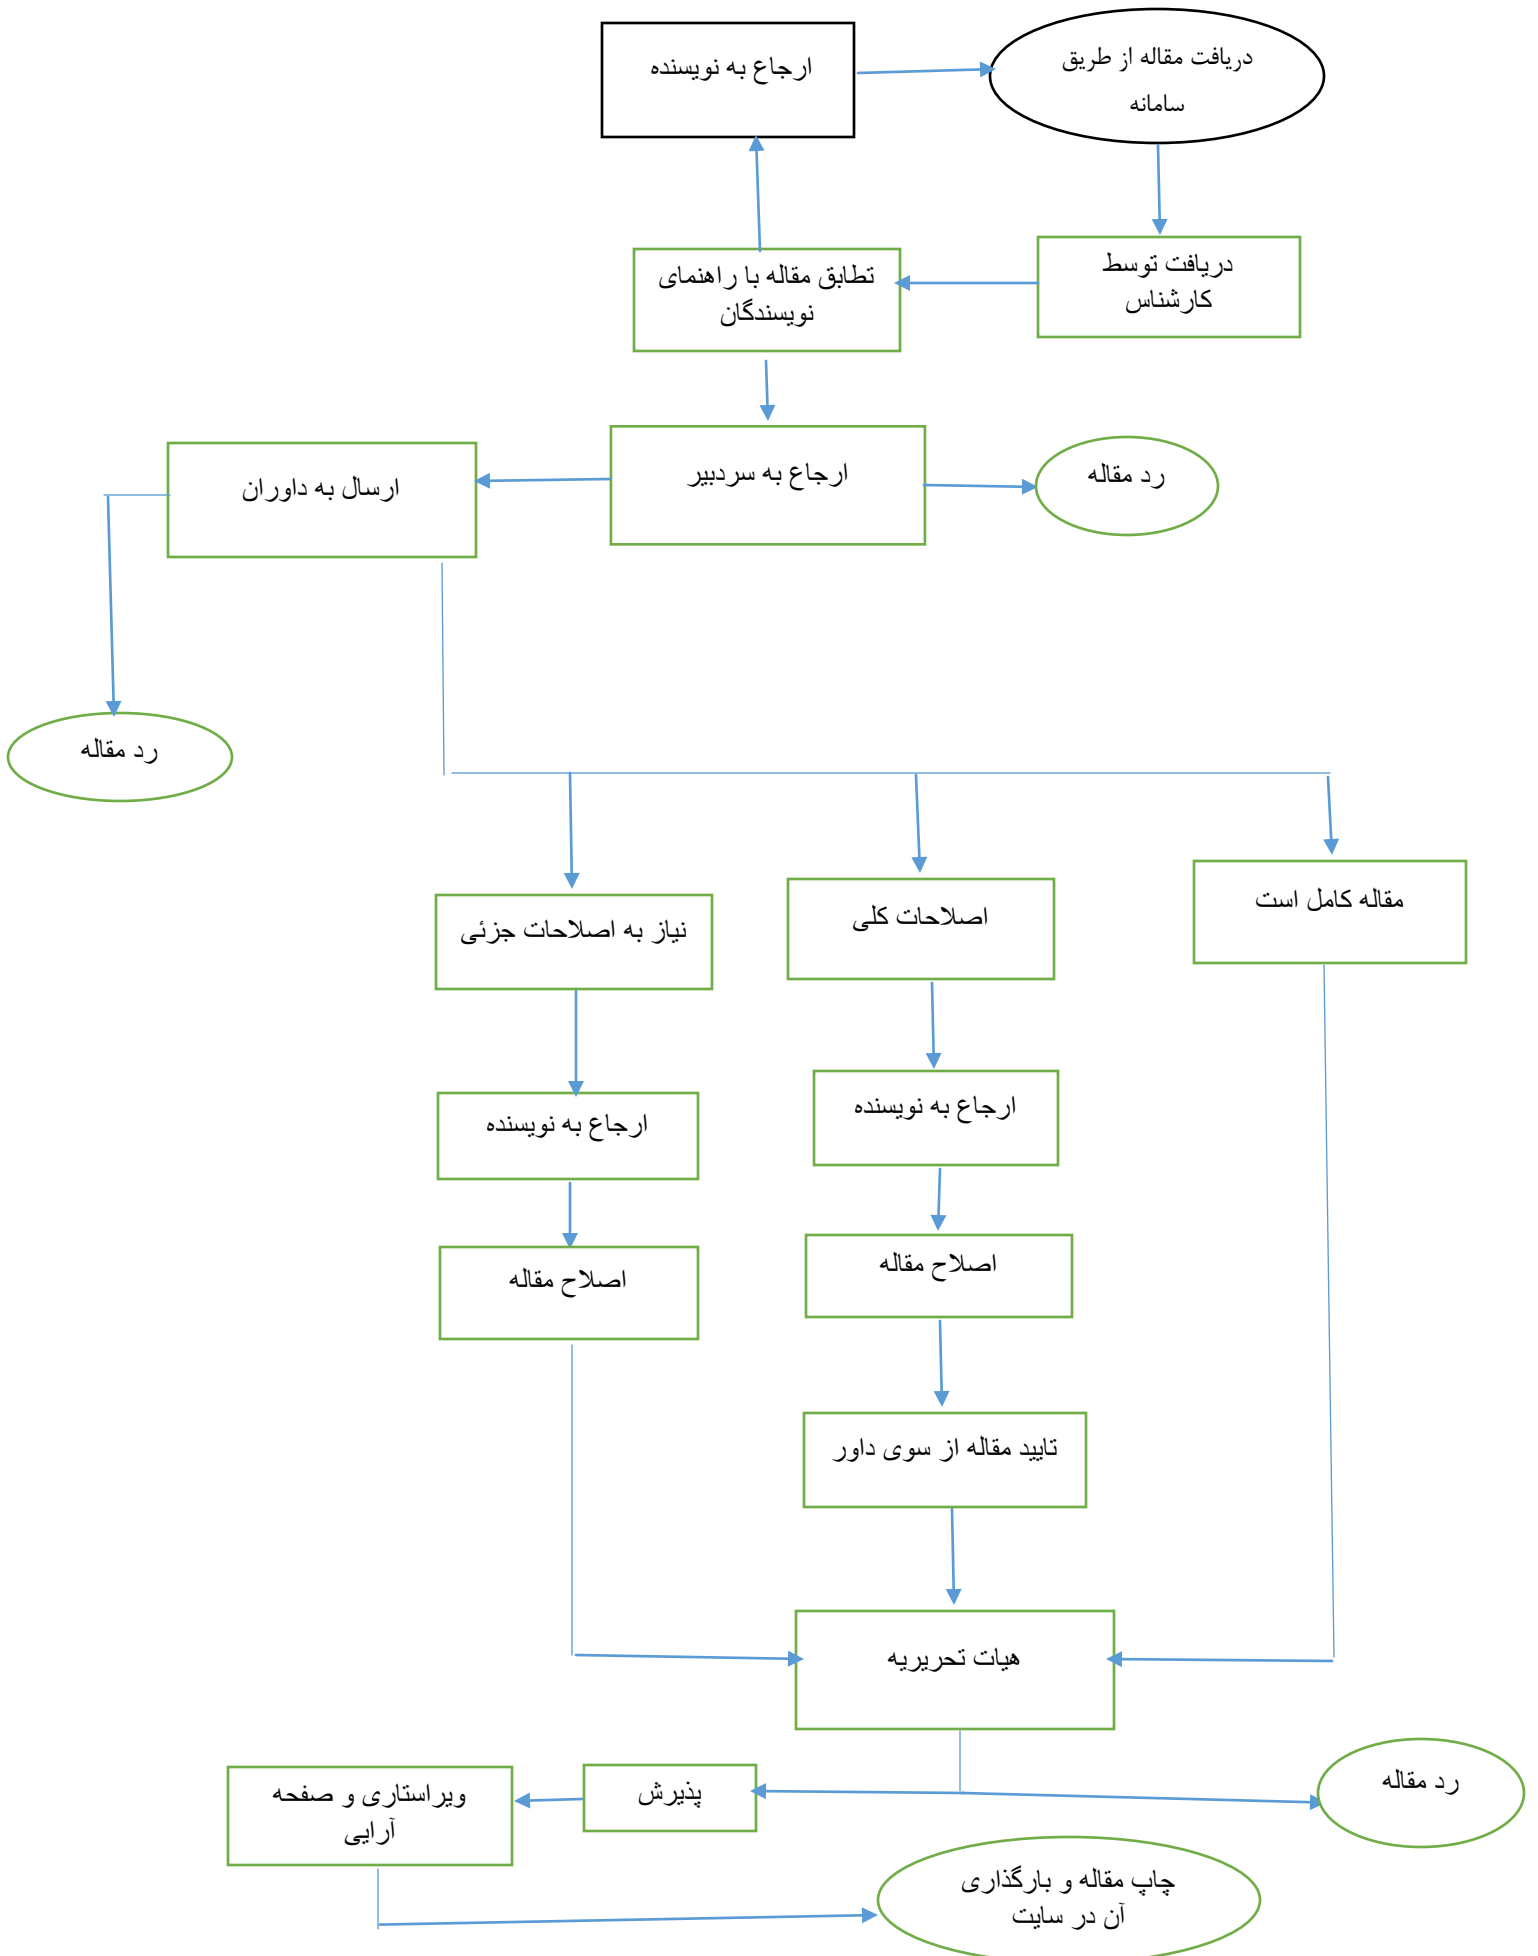 دریافت مقاله از طریق
سامانه
ارجاع به نویسنده
دریافت توسط
کارشناس
تطابق مقاله با راهنمای
نویسندگان
رد مقاله
ارجاع به سردبیر
ارسال به داوران
رد مقاله
مقاله کامل است
اصلاحات کلی
نیاز به اصلاحات جزئی
ارجاع به نویسنده
ارجاع به نویسنده
اصلاح مقاله
اصلاح مقاله
تایید مقاله از سوی داور
هیات تحریریه
رد مقاله
پذیرش
ویراستاری و صفحه
آرایی
چاپ مقاله و بارگذاری
آن در سایت